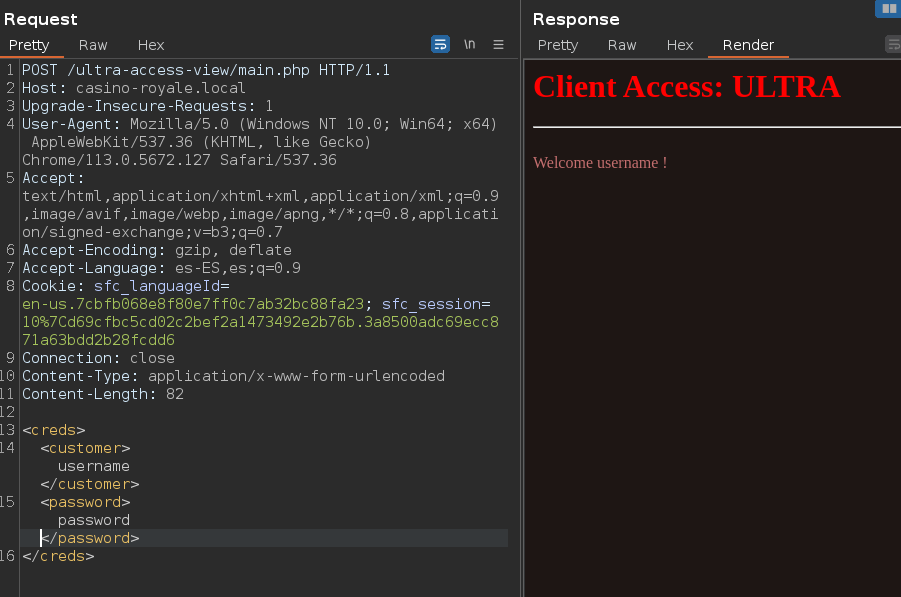 Request
Pretty Raw Hex \n
1 POST /ultra-access-view/main.php HTTP/1.1
2 Host: casino-royale.local
3 Upgrade-Insecure-Requests: 1
4 User-Agent: Mozilla/5.0 (Windows NT 10.0; Win64; x64)
AppleWebKit/537.36 (KHTML, like Gecko)
Chrome/113.0.5672.127 Safari/537.36
5 Accept:
text/html,application/xhtml+xml,application/xml;q=0.9
,image/avif,image/webp,image/apng,*/*;q=0.8,applicati
on/signed-exchange;v=b3;q=0.7
6 Accept-Encoding: gzip, deflate
7 Accept-Language: es-ES,es;q=0.9
8 Cookie: sfc_languageId=
en-us.7cbfb068e8f80e7ff0c7ab32bc88fa23; sfc_session=
10%7Cd69cfbc5cd02c2bef2a1473492e2b76b.3a8500adc69ecc8
71a63bdd2b28fcdd6
9 Connection: close
10 Content-Type: application/x-www-form-urlencoded
11 Content-Length: 82
12
13 <creds>
14 <customer>
username
</customer>
15 <password>
password
</password>
16 </creds>
Response
Pretty Raw Hex Render
Client Access: ULTRA
Welcome username !